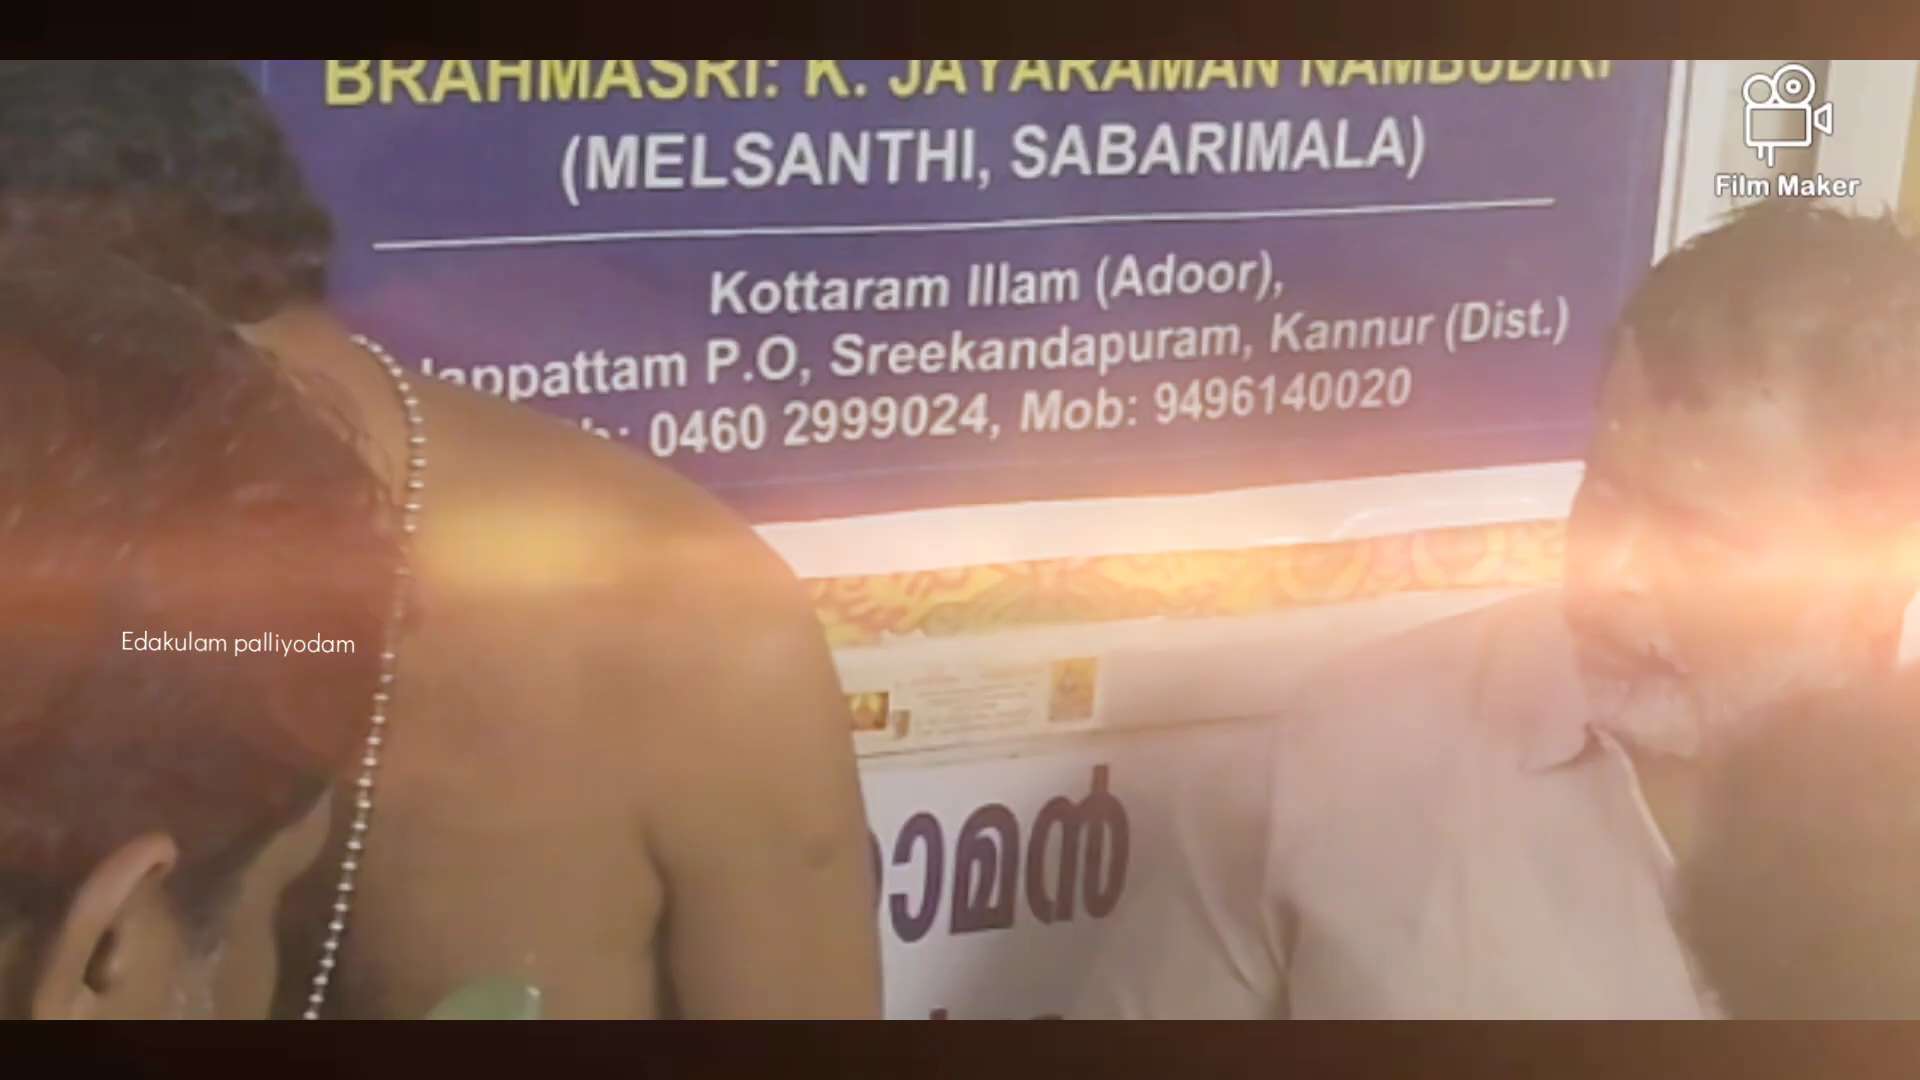 BRAHMASRI: K. JAYARAMAN NAMBUDIRI
(MELSANTHI, SABARIMALA)
Kottaram Illam (Adoor),
P.O, Sreekandapuram, Kannur (Dist.)
0460 2999024, Mob: 9496140020
Film Maker
Edakulam palliyodam
ാമൻ